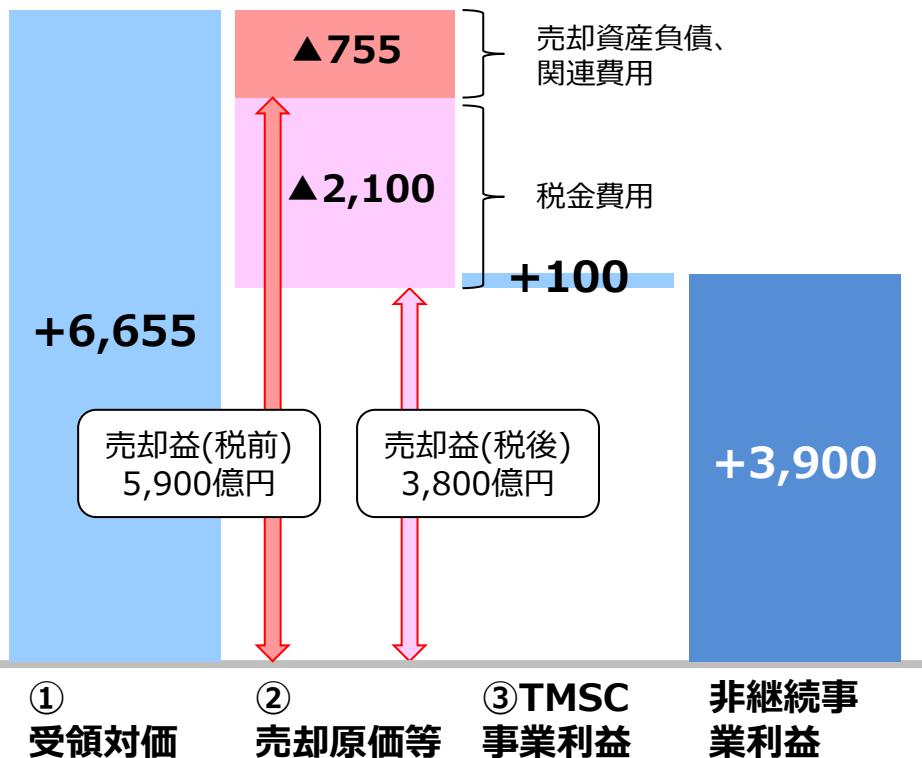 ▲755
売却資産負債、
関連費用
▲2,100
税金費用
+100
+6,655
売却益(税前)
5,900億円
売却益(税後)
3,800億円
+3,900
①
受領対価
②
売却原価等
③TMSC
事業利益
非継続事
業利益